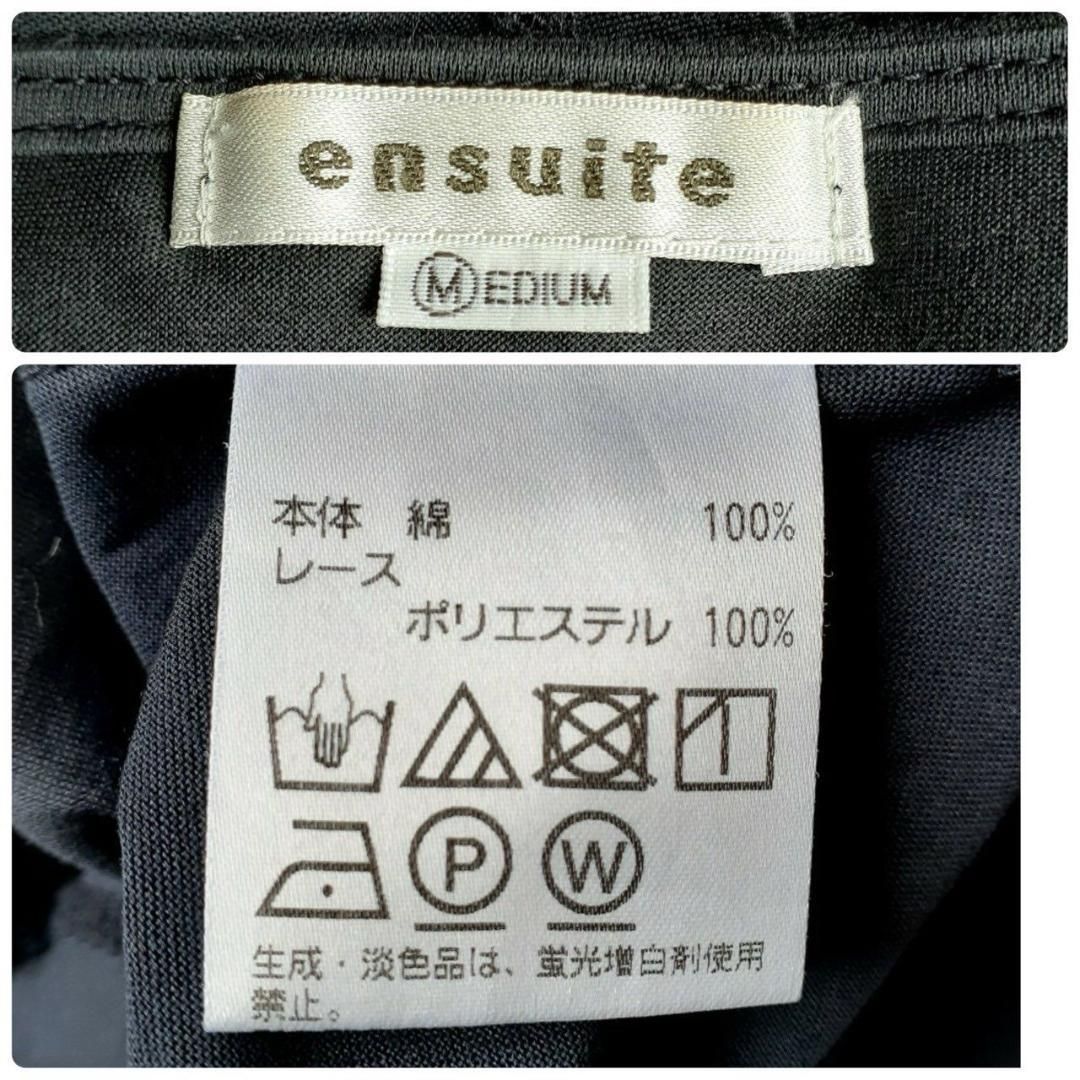 ensuite
MEDIUM
本体 綿 100%
レース
ポリエステル 100%
P W
生成・淡色品は、蛍光増白剤使用
禁止。